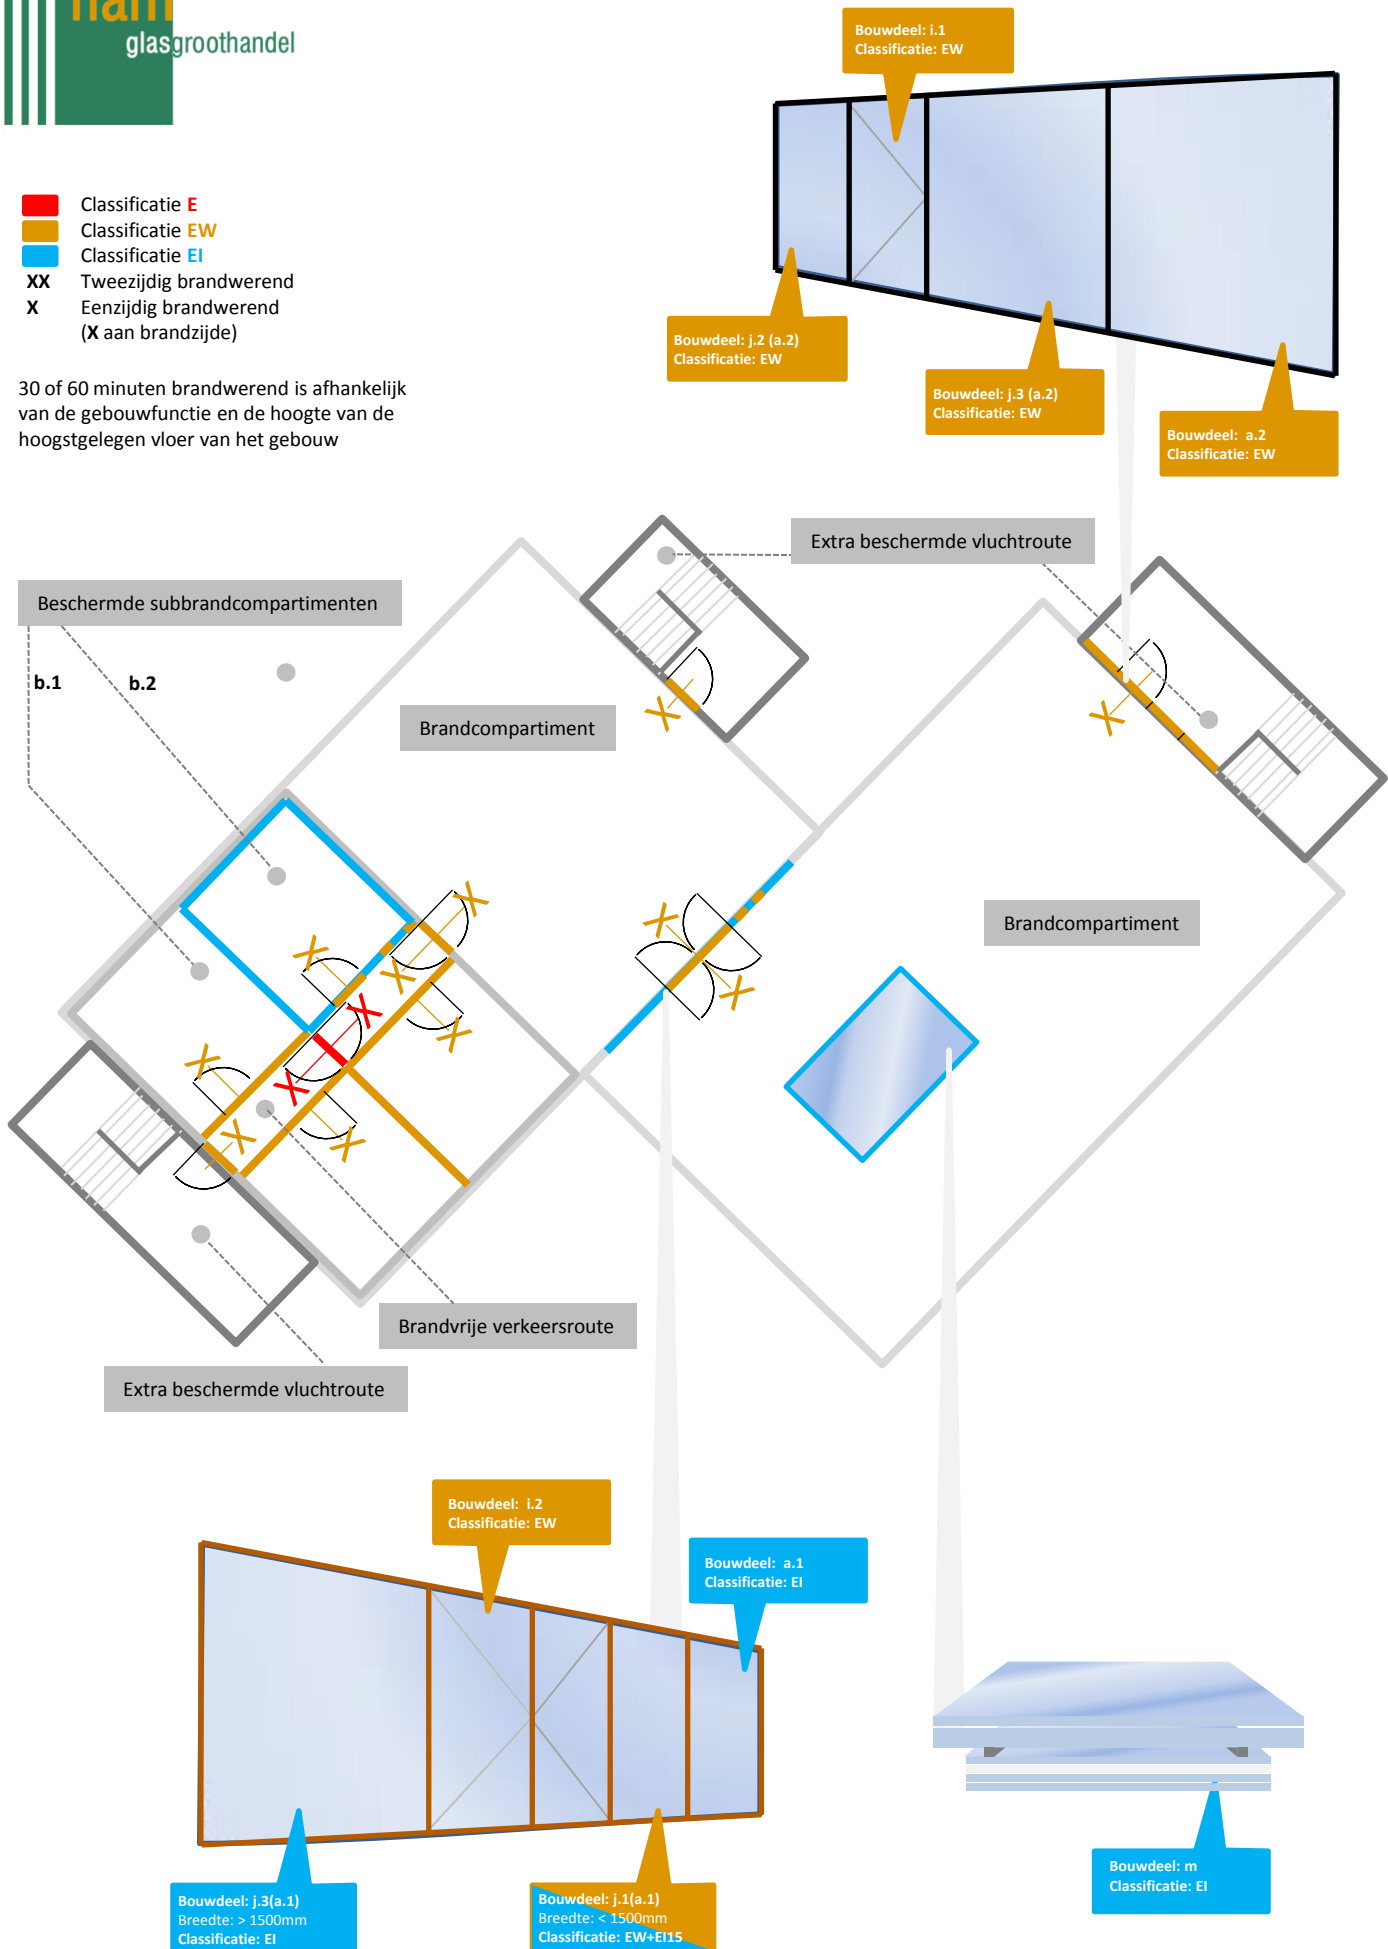 glasgroothandel
Bouwdeel: i.1
Classificatie: EW
Classificatie E
Classificatie EW
Classificatie EI
XX Tweezijdig brandwerend
X Eenzijdig brandwerend
(X aan brandzijde)
Bouwdeel: j.2 (a.2)
Classificatie: EW
Bouwdeel: j.3 (a.2)
Classificatie: EW
Bouwdeel: a.2
Classificatie: EW
30 of 60 minuten brandwerend is afhankelijk
van de gebouwfunctie en de hoogte van de
hoogstgelegen vloer van het gebouw
Extra beschermde vluchtroute
Beschermde subbrandcompartimenten
b.1 b.2
Brandcompartiment
Brandcompartiment
X
X
X
X
X
X
X
X
X
X
X
X
X
X
Brandvrije verkeersroute
Extra beschermde vluchtroute
Bouwdeel: i.2
Classificatie: EW
Bouwdeel: a.1
Classificatie: EI
Bouwdeel: m
Classificatie: EI
Bouwdeel: j.3(a.1)
Breedte: > 1500mm
Classificatie: EI
Bouwdeel: j.1(a.1)
Breedte: < 1500mm
Classificatie: EW+EI15